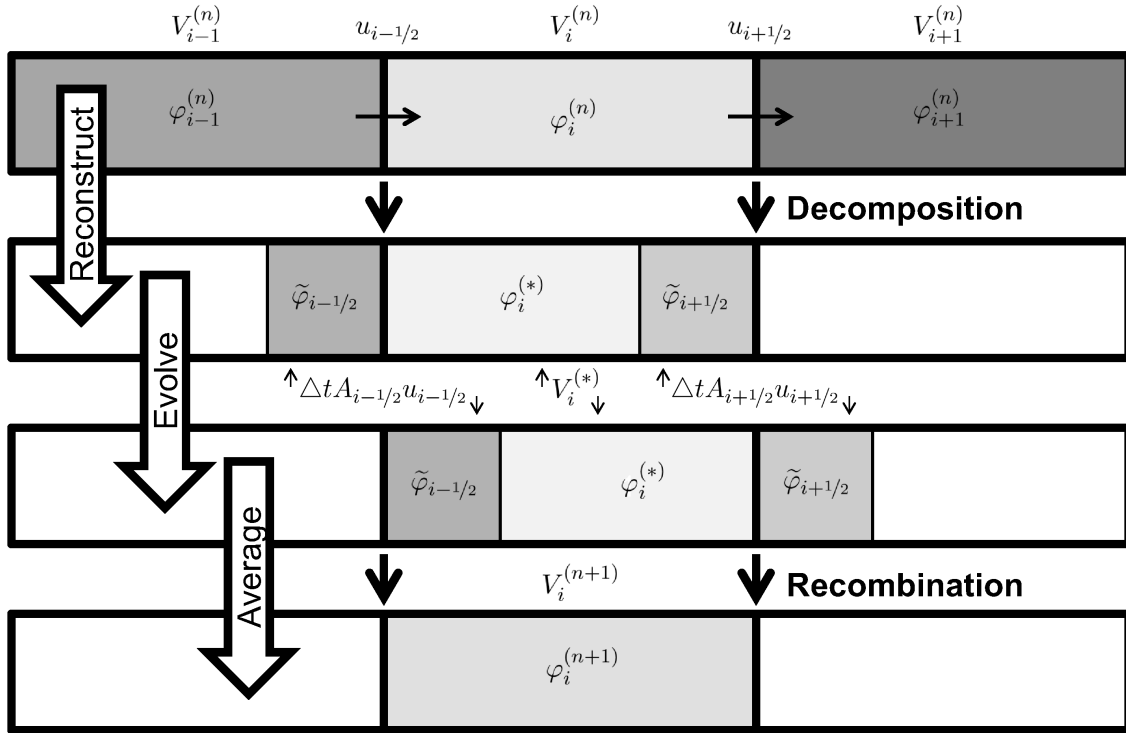 V_{i-1}^{(n)} u_{i-1/2} V_i^{(n)} u_{i+1/2} V_{i+1}^{(n)}
φ_{i-1}^{(n)} φ_i^{(n)} φ_{i+1}^{(n)}
Reconstruct
Decomposition
φ̃_{i-1/2} φ_i^{(*)} φ̃_{i+1/2}
Evolve
△tA_{i-1/2}u_{i-1/2} V_i^{(*)} △tA_{i+1/2}u_{i+1/2}
φ̃_{i-1/2} φ_i^{(*)} φ̃_{i+1/2}
Average
V_i^{(n+1)} Recombination
φ_i^{(n+1)}